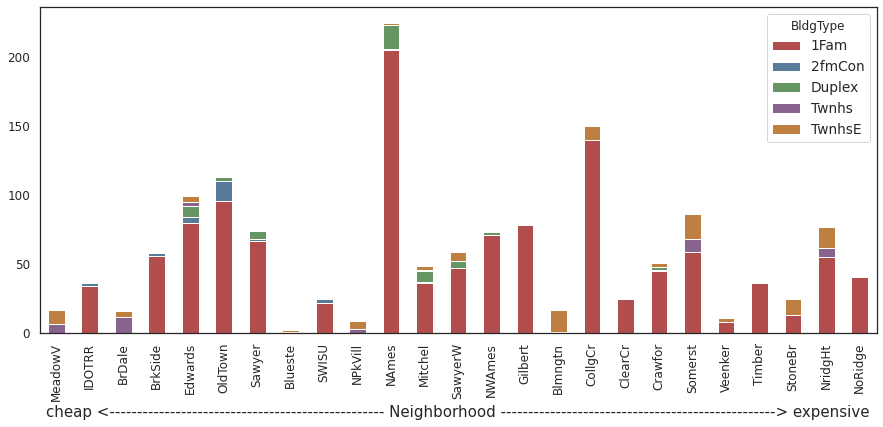 BldgType
1Fam
2fmCon
Duplex
Twnhs
TwnhsE
200
150
100
50
0
MeadowV
IDOTRR
BrDale
BrkSide
Edwards
OldTown
Sawyer
Blueste
SWISU
NPkVill
NAmes
Mitchel
SawyerW
NWAmes
Gilbert
Blmngtn
CollgCr
ClearCr
Crawfor
Somerst
Veenker
Timber
StoneBr
NridgHt
NoRidge
cheap <------------------------------------------------ Neighborhood ------------------------------------------------> expensive